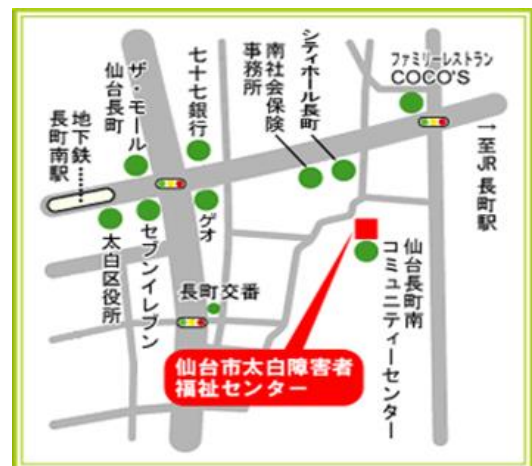 ファミリーレストラン
COCO'S
シティホール長町
南社会保険
事務所
七十七銀行
ザ・モール
仙台長町
地下鉄
長町南駅
→至JR長町駅
太白区役所
セブンイレブン
ゲオ
長町交番
仙台長町南
コミュニティーセンター
仙台市太白障害者
福祉センター